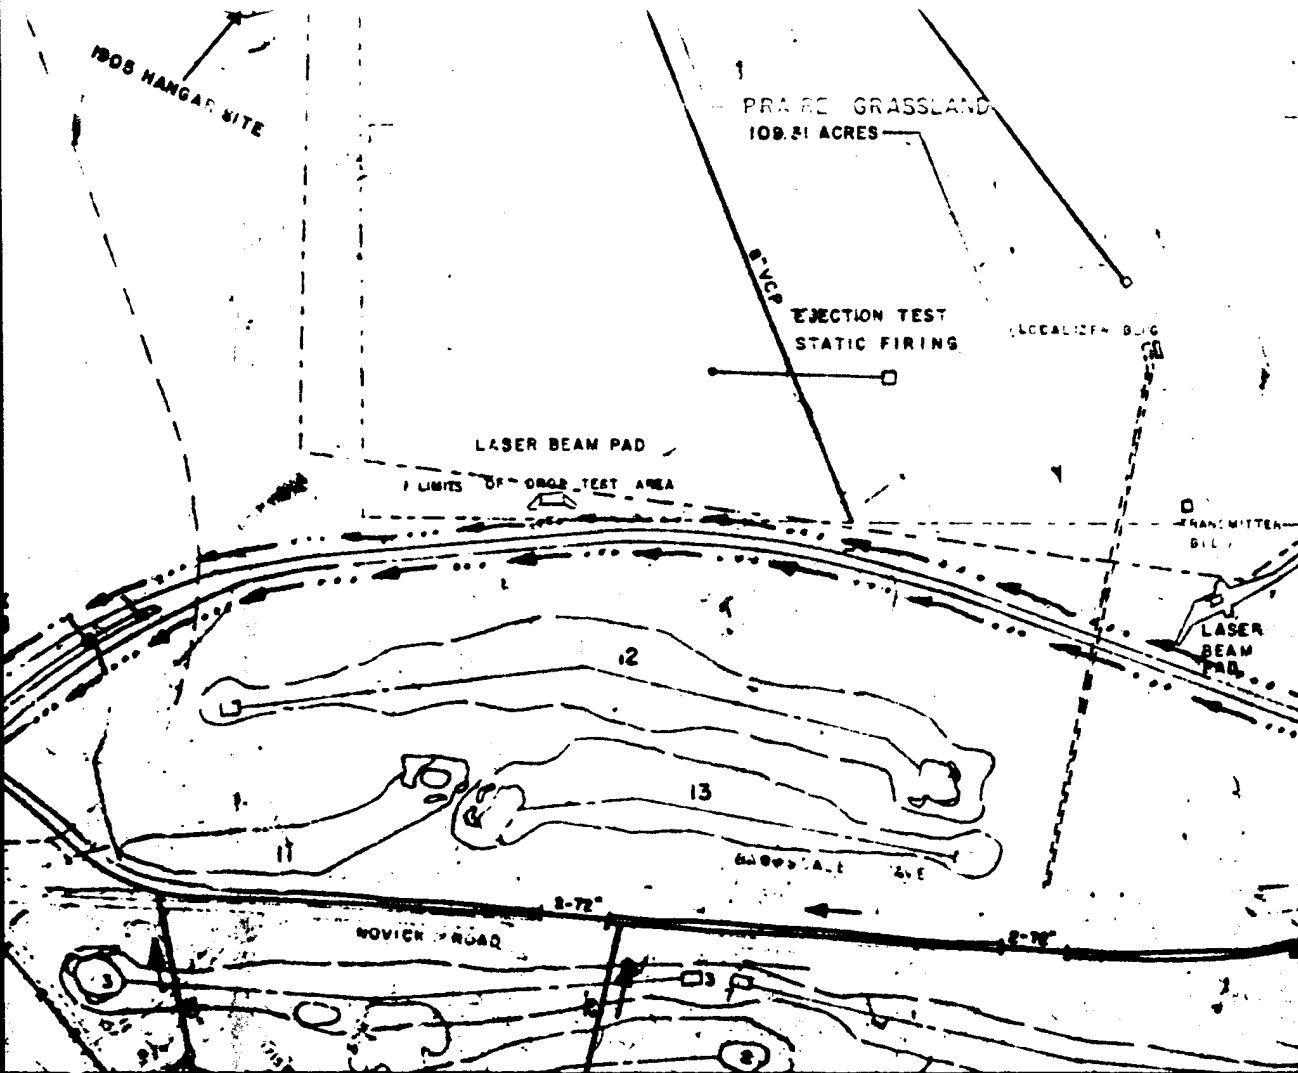 1905 HANGAR SITE
PRAIRE GRASSLAND
109.31 ACRES
8" VCP
EJECTION TEST
STATIC FIRING
LOCALIZER BLDG
LASER BEAM PAD
LIMITS OF DROP TEST AREA
TRANSMITTER
LASER
BEAM
PAD
12
13
11
AVE
2-72"
NOVICK ROAD
2-72"
3
3
2